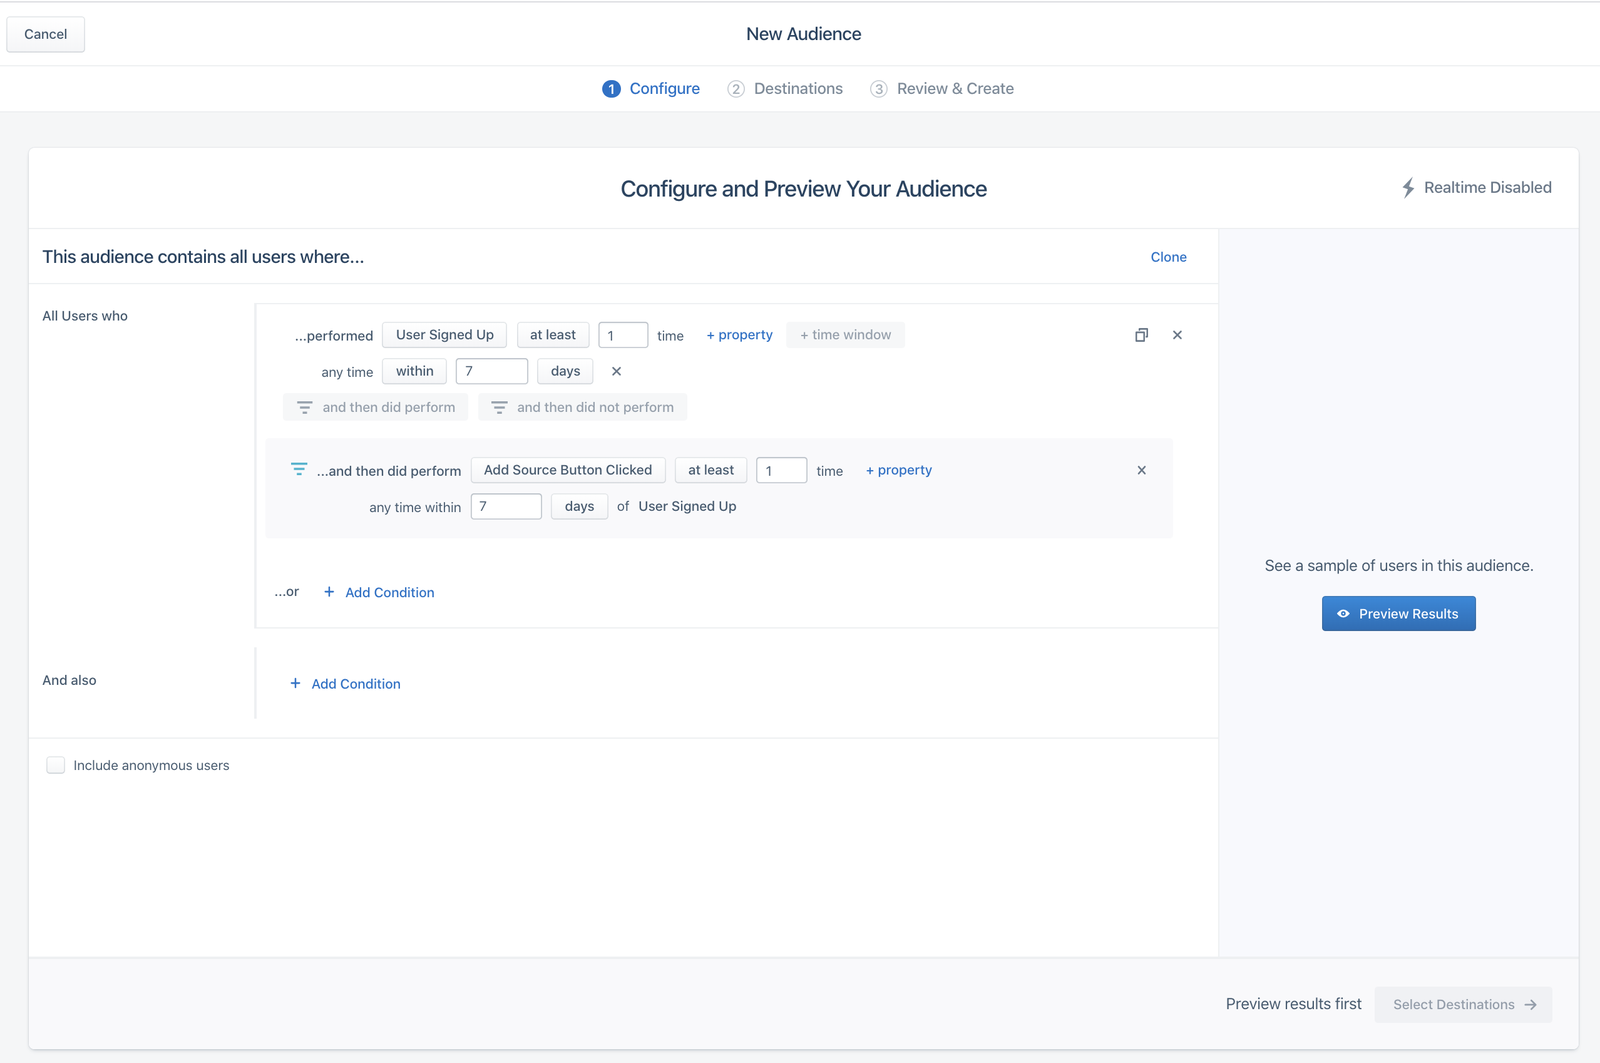 Cancel
New Audience
1 Configure 2 Destinations 3 Review & Create
Configure and Preview Your Audience
Realtime Disabled
This audience contains all users where...
Clone
All Users who
...performed User Signed Up at least 1 time + property + time window
any time within 7 days
and then did perform and then did not perform
...and then did perform Add Source Button Clicked at least 1 time + property
any time within 7 days of User Signed Up
...or + Add Condition
See a sample of users in this audience.
Preview Results
And also
+ Add Condition
Include anonymous users
Preview results first Select Destinations →